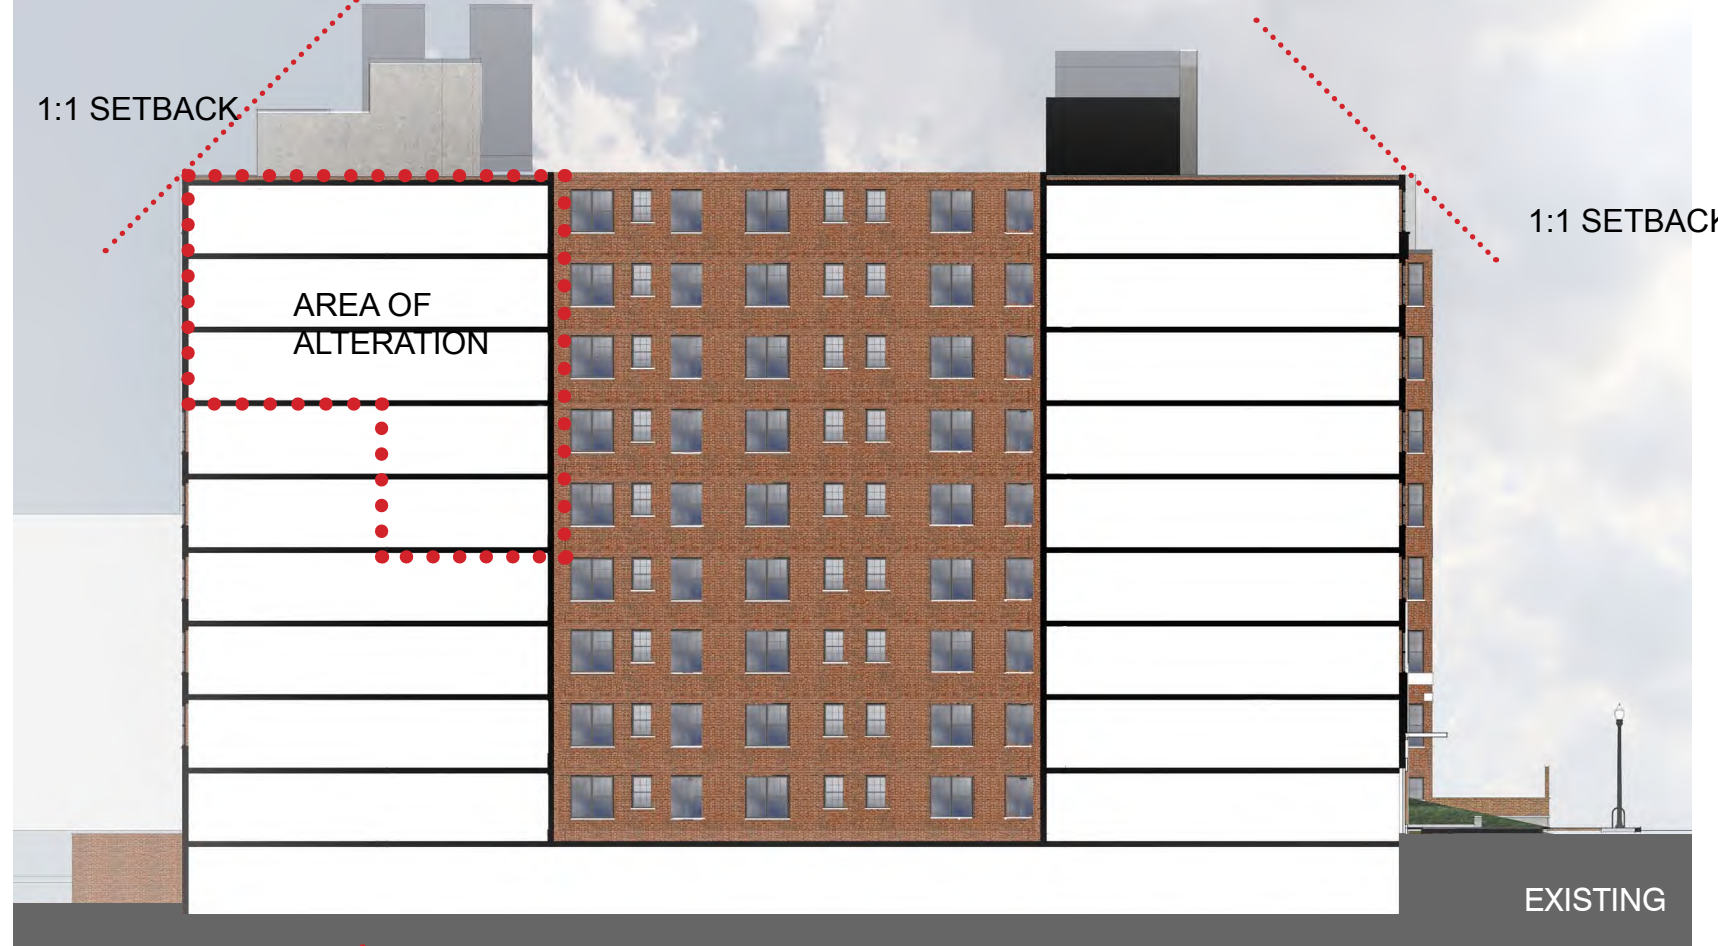 1:1 SETBACK
1:1 SETBACK
AREA OF
ALTERATION
EXISTING